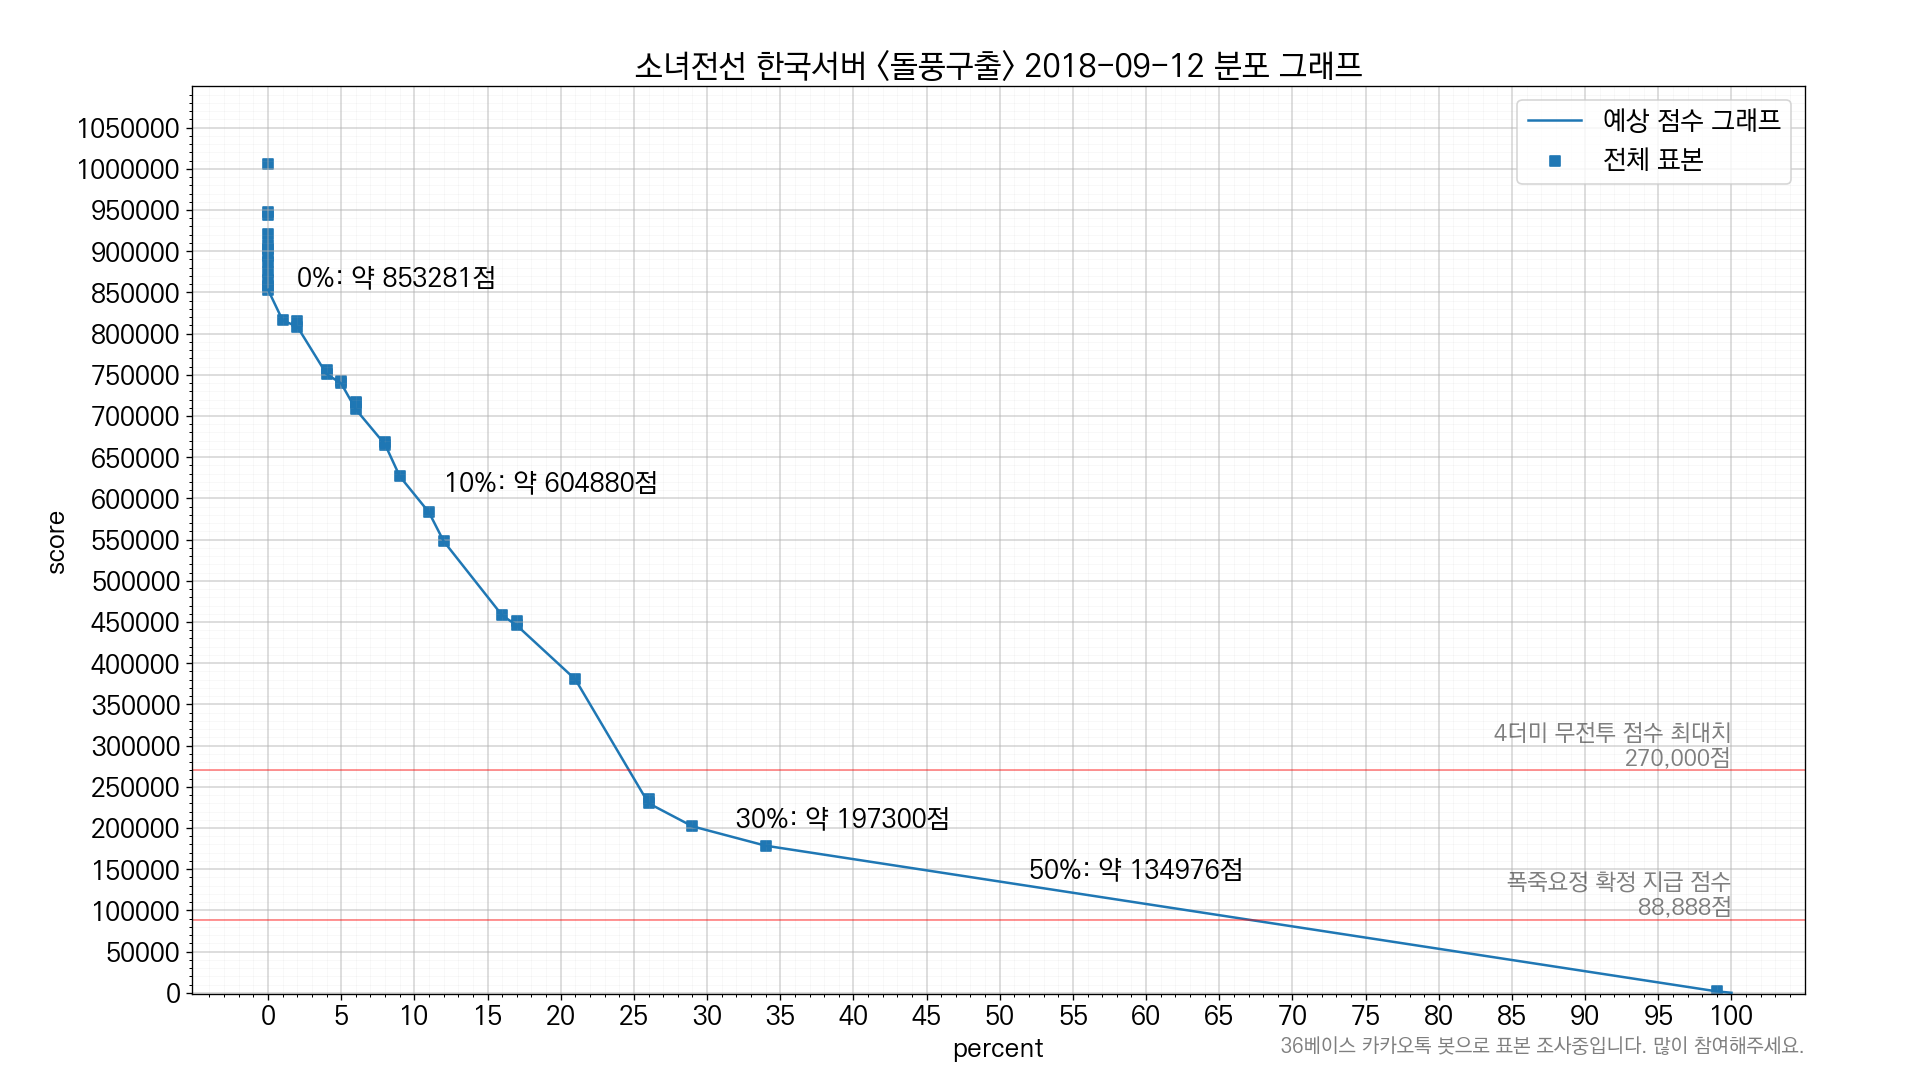 소녀전선 한국서버 〈돌풍구출〉 2018-09-12 분포 그래프
예상 점수 그래프
전체 표본
1050000
1000000
950000
900000
850000
800000
750000
700000
650000
600000
550000
500000
450000
400000
350000
300000
250000
200000
150000
100000
50000
0
score
0%: 약 853281점
10%: 약 604880점
30%: 약 197300점
50%: 약 134976점
4더미 무전투 점수 최대치
270,000점
폭죽요정 확정 지급 점수
88,888점
0 5 10 15 20 25 30 35 40 45 50 55 60 65 70 75 80 85 90 95 100
percent
36베이스 카카오톡 봇으로 표본 조사중입니다. 많이 참여해주세요.